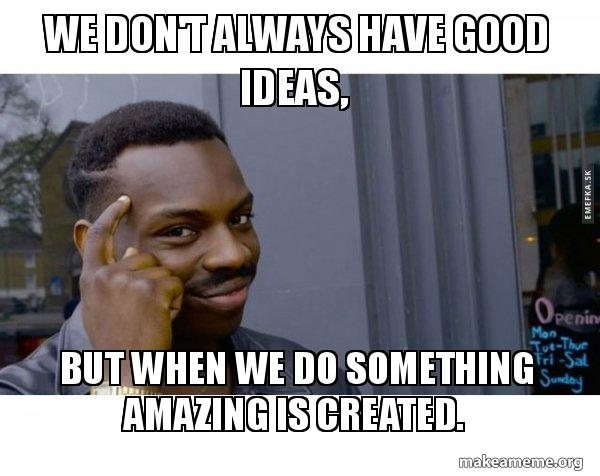 WE DON'T ALWAYS HAVE GOOD
IDEAS,
EMEFKA.SK
Opening
Mon
Tue-Thur
Fri -Sat
Sunday
BUT WHEN WE DO SOMETHING
AMAZING IS CREATED.
makeameme.org